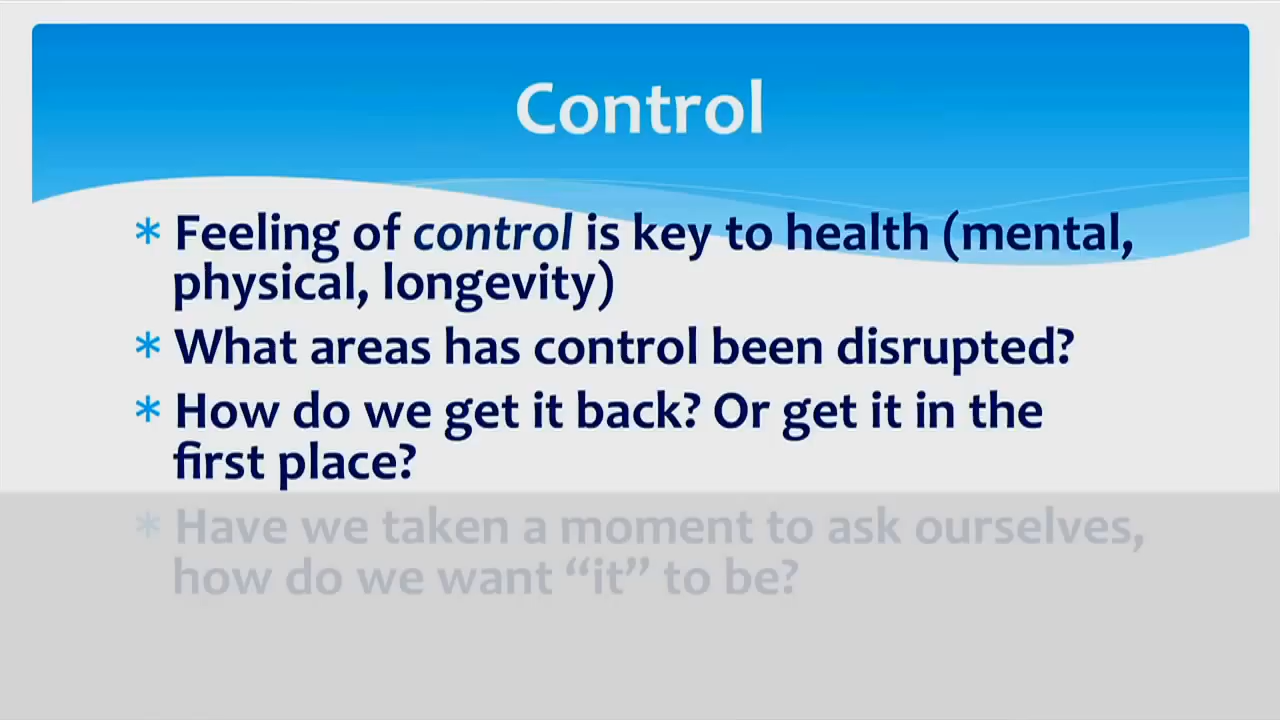 Control
* Feeling of control is key to health (mental,
physical, longevity)
* What areas has control been disrupted?
* How do we get it back? Or get it in the
first place?
* Have we taken a moment to ask ourselves,
how do we want “it” to be?